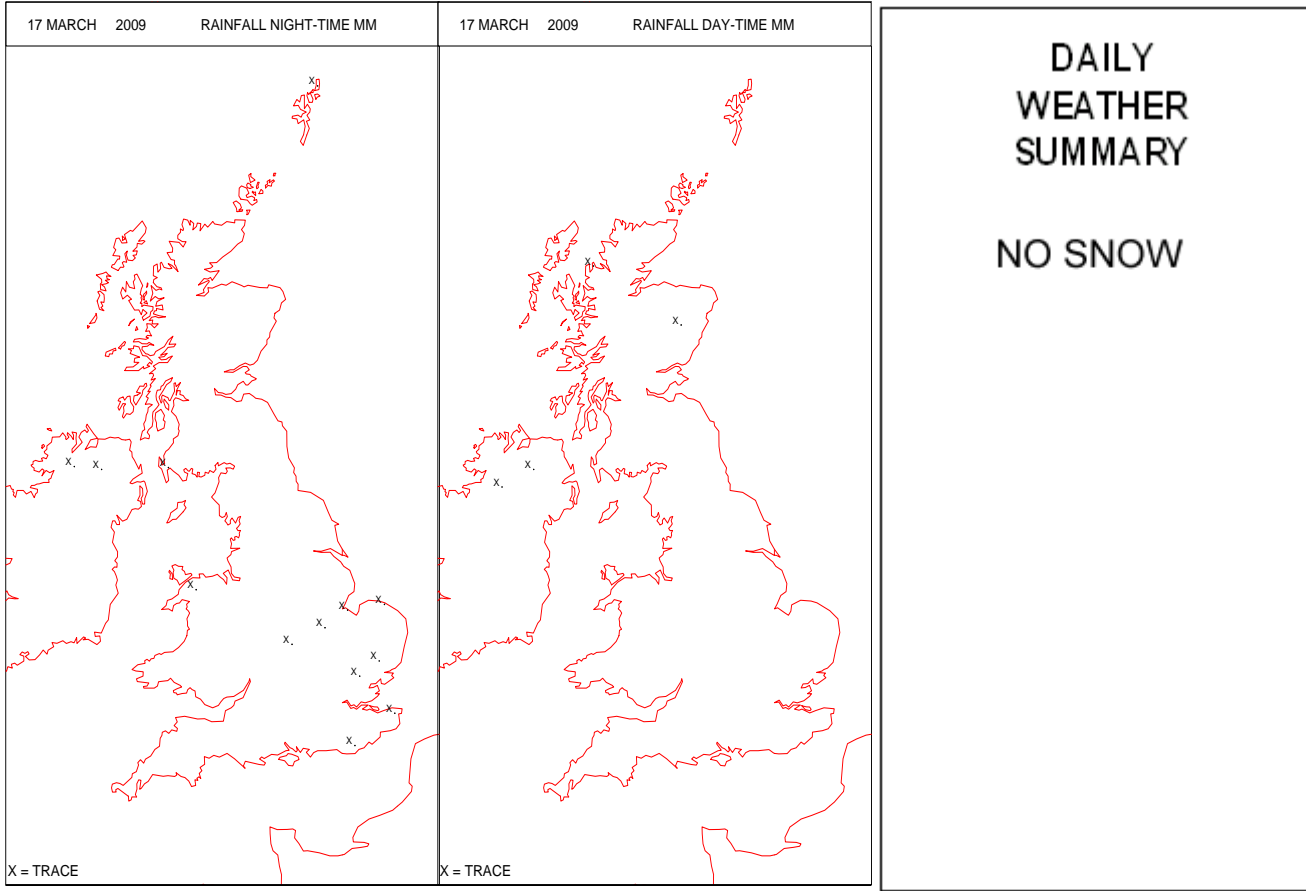 17 MARCH 2009 RAINFALL NIGHT-TIME MM
X
X.
X.
X.
X.
X.
X.
X.
X.
X.
X.
X.
X.
X = TRACE
17 MARCH 2009 RAINFALL DAY-TIME MM
X
X.
X.
X.
X = TRACE
DAILY
WEATHER
SUMMARY
NO SNOW